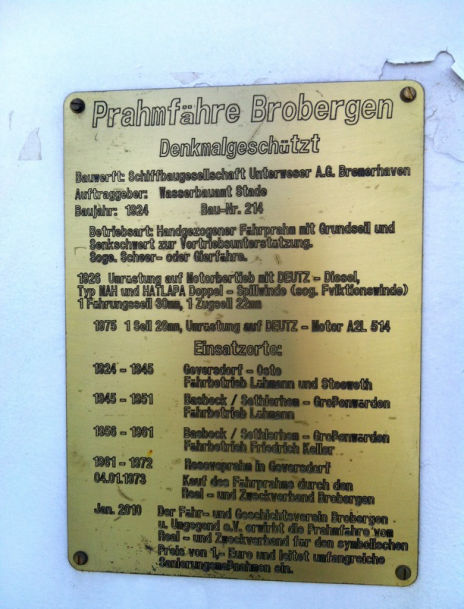 Prahmfähre Brobergen
Denkmalgeschützt
Bauwerft: Schiffbaugesellschaft Unterweser A.G. Bremerhaven
Auftraggeber: Wasserbauamt Stade
Baujahr: 1924 Bau-Nr. 214
Betriebsart: Handgezogener Fahrprahm mit Grundseil und
Senkschwert zur Vortriebsunterstützung.
Sogn. Scheer- oder Gierfähre.
1926 Umrüstung auf Motorbetrieb mit DEUTZ - Diesel,
Typ MAH und HATLAPA Doppel - Spillwinde (sog. Friktionswinde)
1 Führungsseil 30mm, 1 Zugseil 22mm
1975 1 Seil 26mm, Umrüstung auf DEUTZ - Motor A2L 514
Einsatzorte:
1924 - 1945 Geversdorf - Oste
Fährbetrieb Lühmann und Steeweth
1945 - 1951 Basbeck / Sethlerhem - Großenwörden
Fährbetrieb Lühmann
1956 - 1961 Basbeck / Sethlerhem - Großenwörden
Fährbetrieb Friedrich Keller
1961 - 1972 Reserveprahm in Geversdorf
04.01.1973 Kauf des Fährprahms durch den
Real - und Zweckverband Brobergen
Jan. 2010 Der Fähr- und Geschichtsverein Brobergen
u. Umgegend e.V. erwirbt die Prahmfähre vom
Real - und Zweckverband für den symbolischen
Preis von 1,- Euro und leitet umfangreiche
Sanierungsmaßnahmen ein.